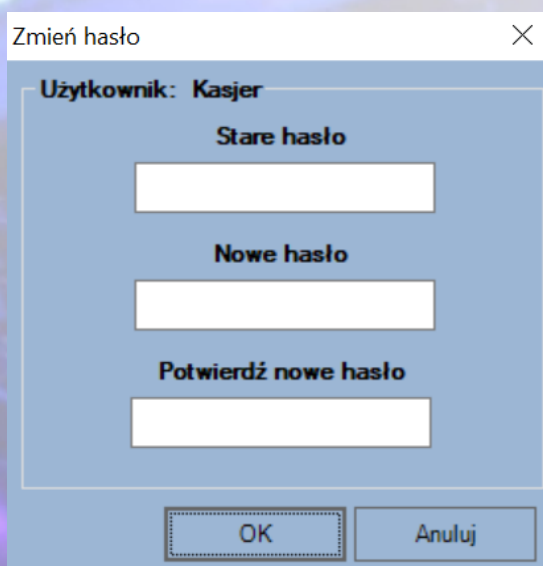 Zmień hasło
Użytkownik: Kasjer
Stare hasło
Nowe hasło
Potwierdź nowe hasło
OK Anuluj